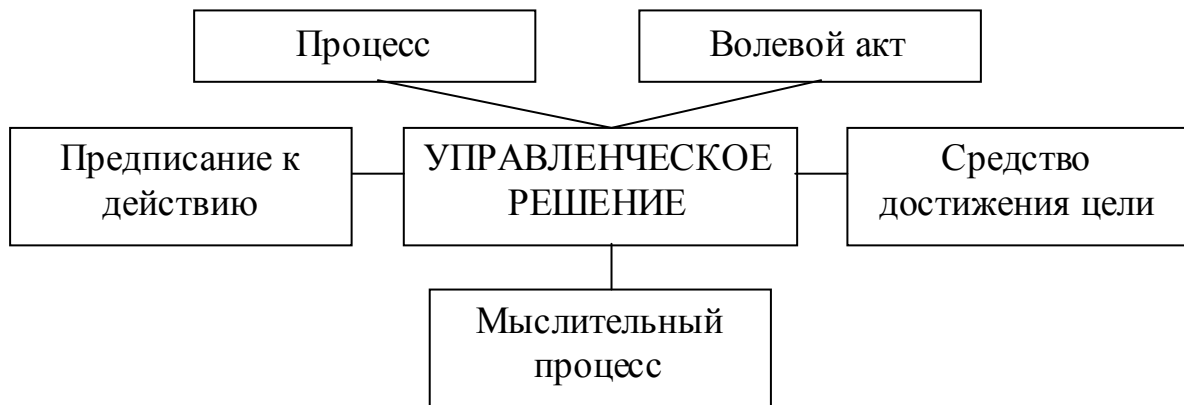 Процесс
Волевой акт
Предписание к
действию
УПРАВЛЕНЧЕСКОЕ
РЕШЕНИЕ
Средство
достижения цели
Мыслительный
процесс